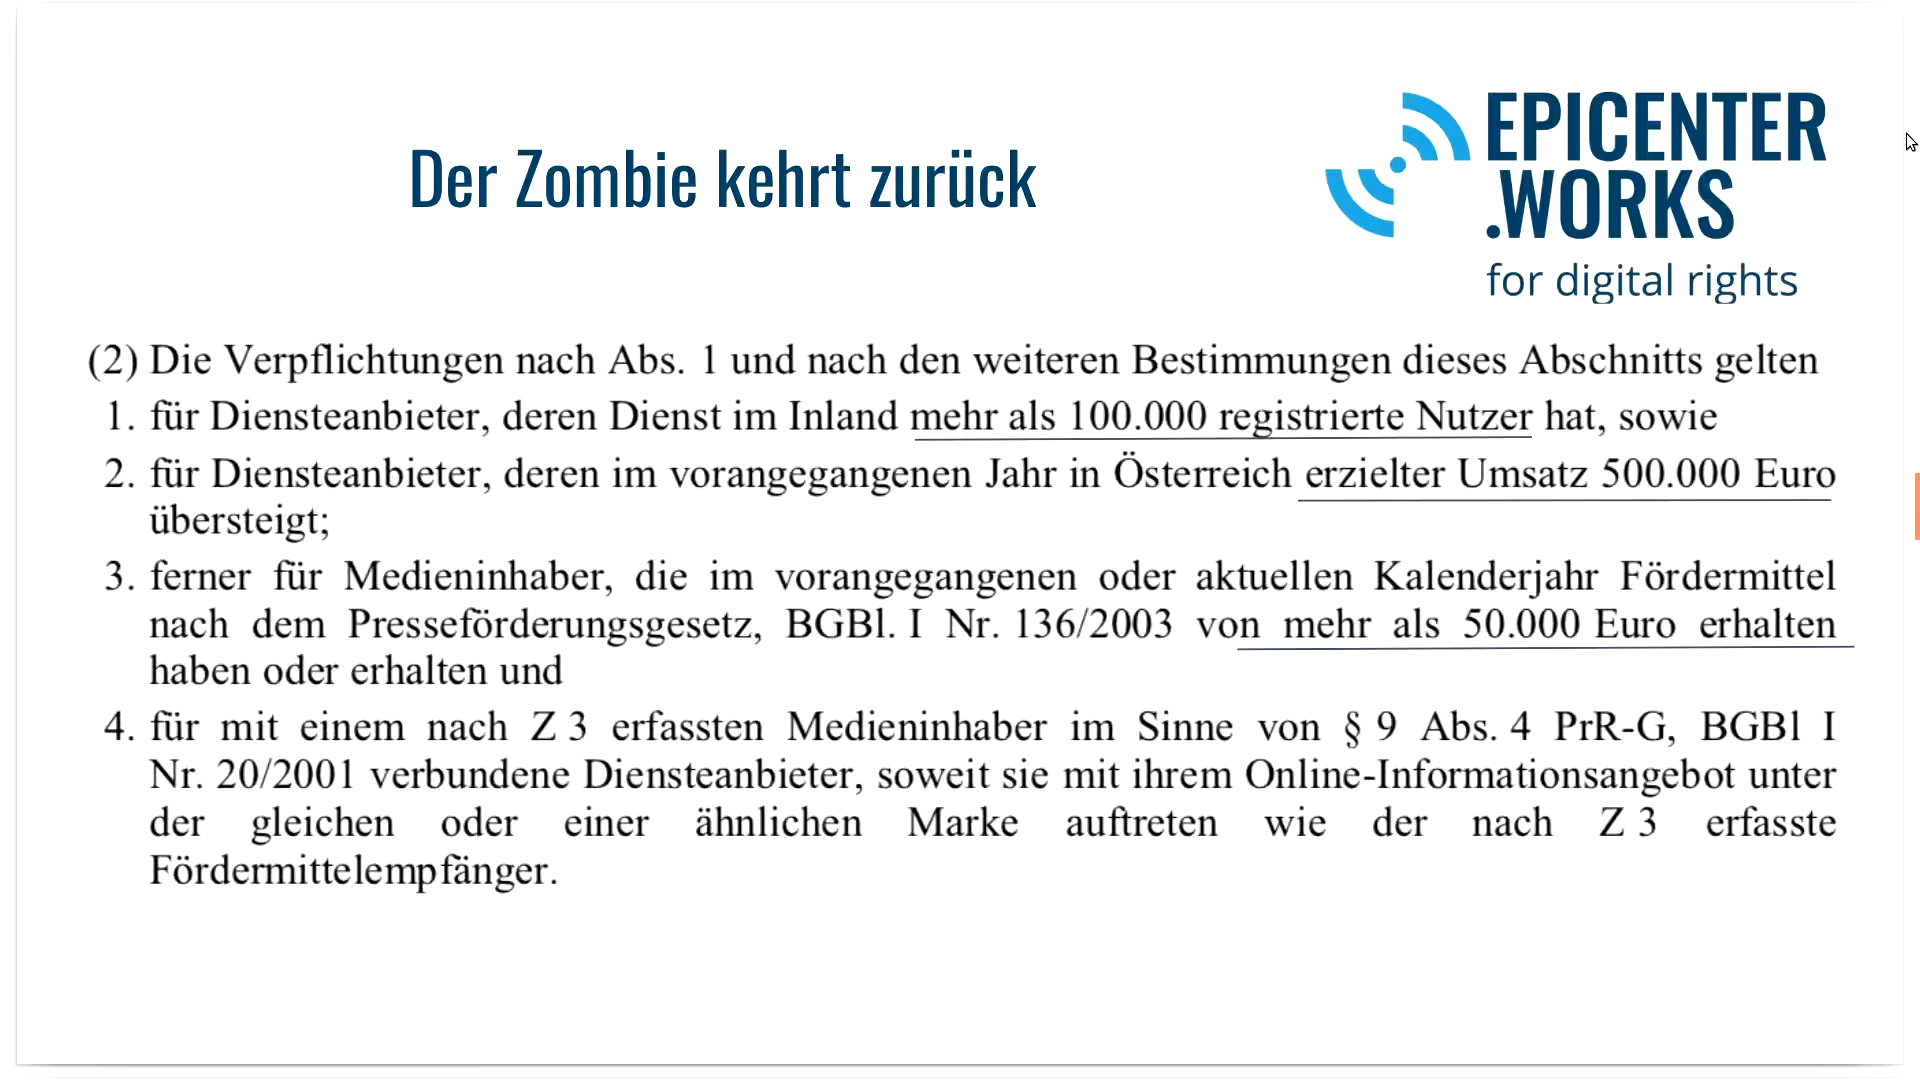 Der Zombie kehrt zurück
EPICENTER
.WORKS
for digital rights
(2) Die Verpflichtungen nach Abs. 1 und nach den weiteren Bestimmungen dieses Abschnitts gelten
1. für Diensteanbieter, deren Dienst im Inland mehr als 100.000 registrierte Nutzer hat, sowie
2. für Diensteanbieter, deren im vorangegangenen Jahr in Österreich erzielter Umsatz 500.000 Euro
übersteigt;
3. ferner für Medieninhaber, die im vorangegangenen oder aktuellen Kalenderjahr Fördermittel
nach dem Presseförderungsgesetz, BGBl. I Nr. 136/2003 von mehr als 50.000 Euro erhalten
haben oder erhalten und
4. für mit einem nach Z 3 erfassten Medieninhaber im Sinne von § 9 Abs. 4 PrR-G, BGBl I
Nr. 20/2001 verbundene Diensteanbieter, soweit sie mit ihrem Online-Informationsangebot unter
der gleichen oder einer ähnlichen Marke auftreten wie der nach Z 3 erfasste
Fördermittelempfänger.